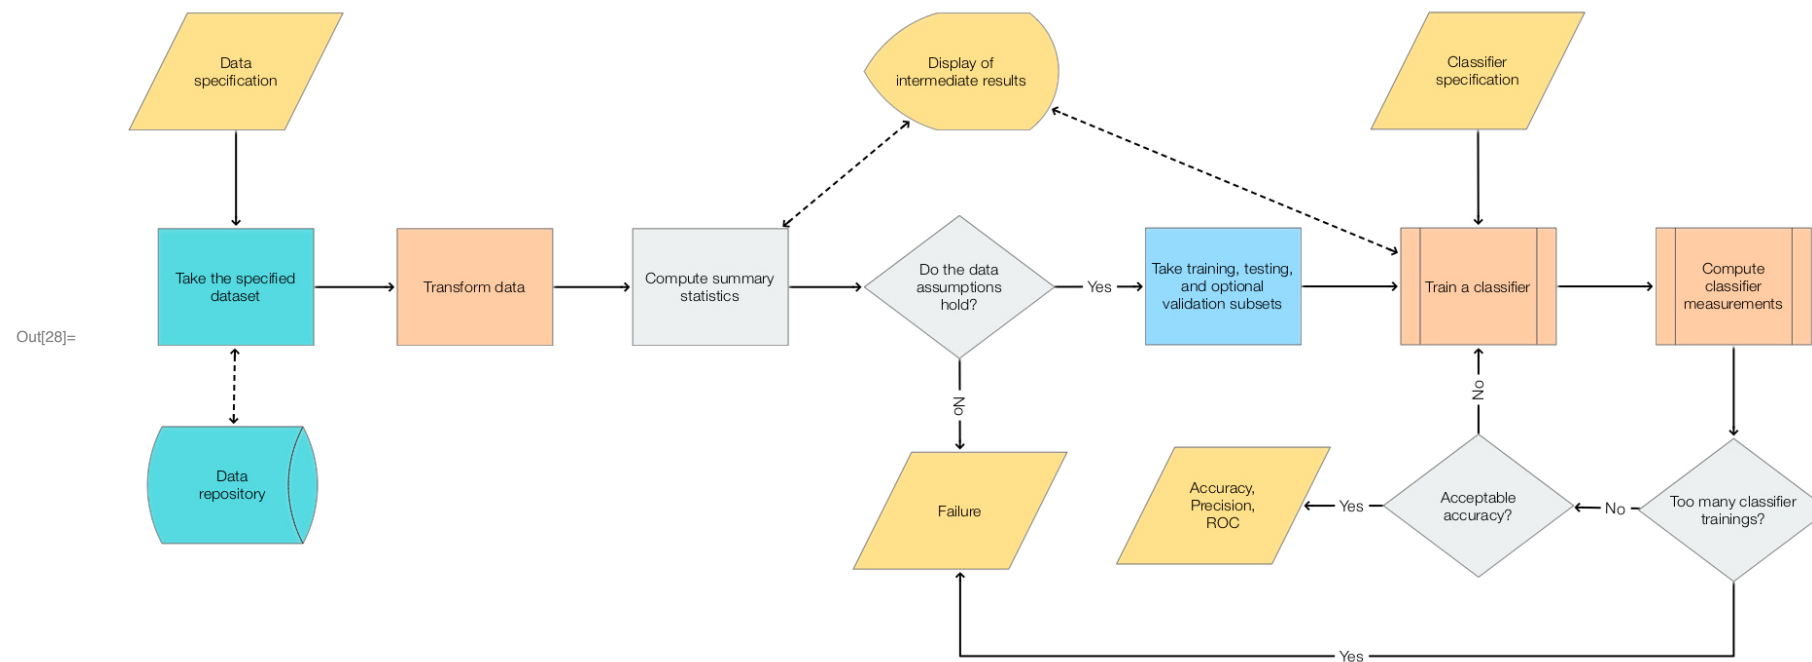 Data
specification
Display of
intermediate results
Classifier
specification
Take the specified
dataset
Transform data
Compute summary
statistics
Do the data
assumptions
hold?
Yes
Take training, testing,
and optional
validation subsets
Train a classifier
Compute
classifier
measurements
Out[28]=
No
No
Data
repository
Failure
Accuracy,
Precision,
ROC
Yes
Acceptable
accuracy?
No
Too many classifier
trainings?
Yes